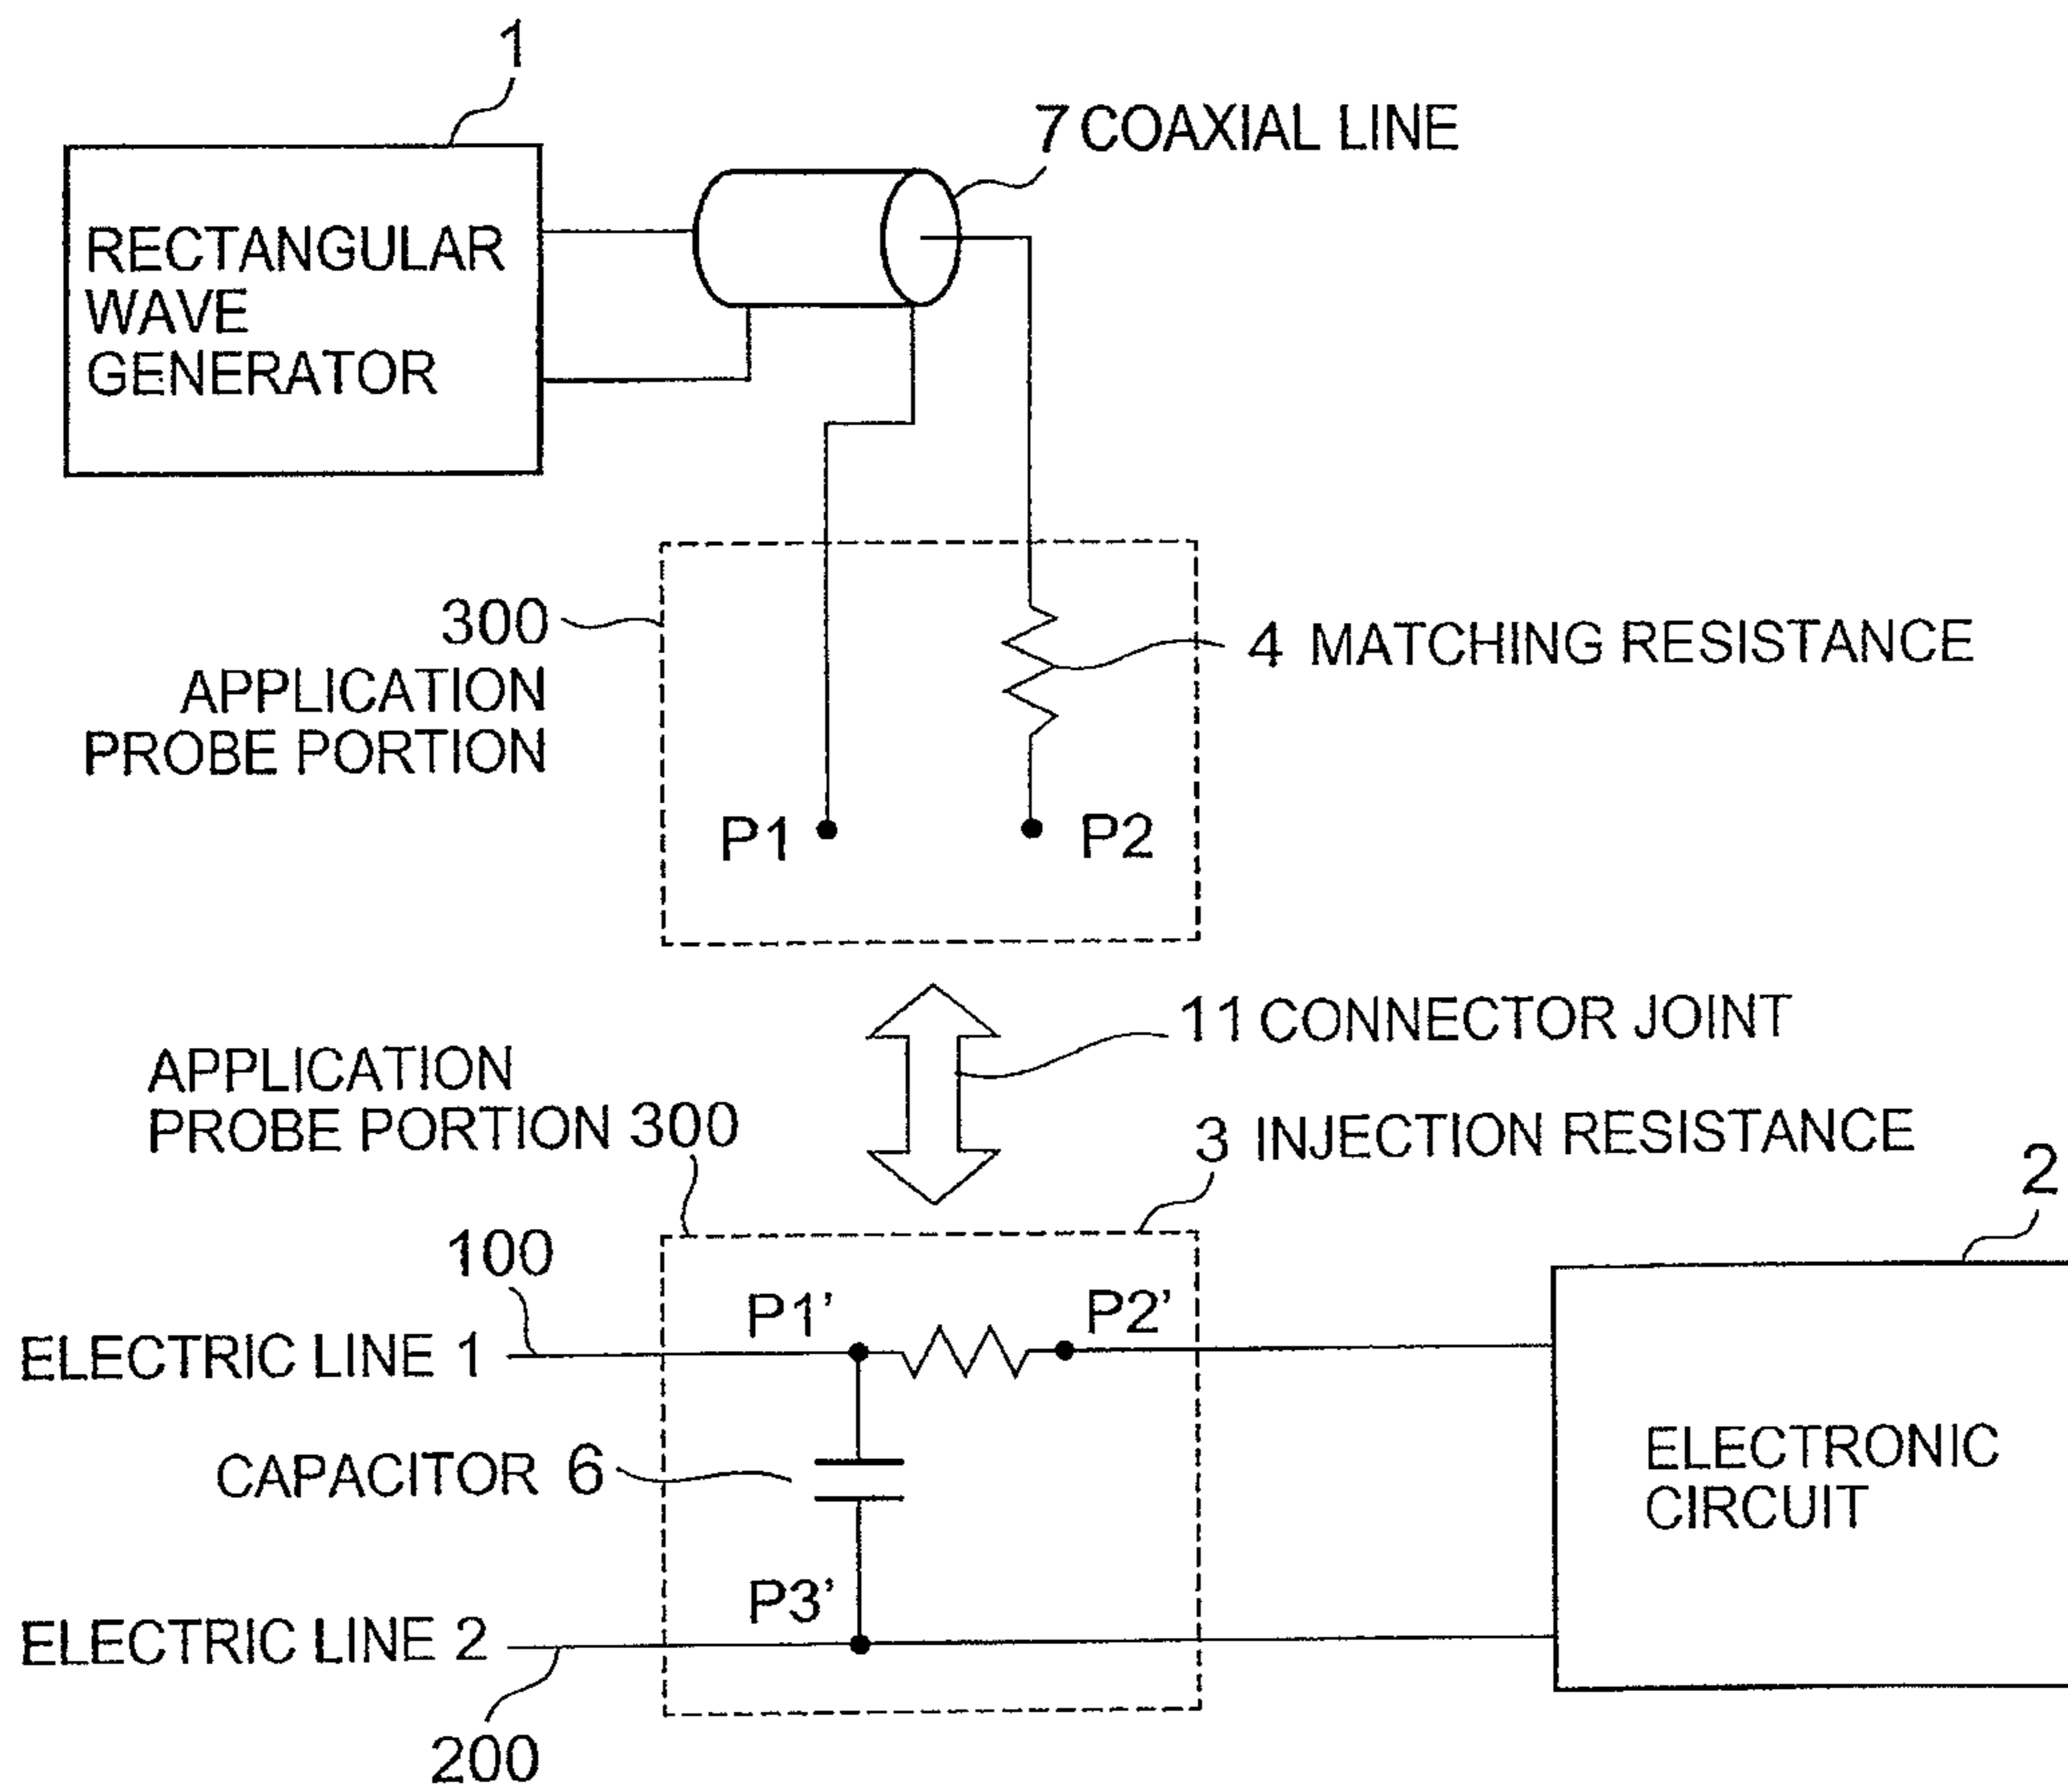 1
7 COAXIAL LINE
RECTANGULAR
WAVE
GENERATOR
300
APPLICATION
PROBE PORTION
4 MATCHING RESISTANCE
P1
P2
11 CONNECTOR JOINT
APPLICATION
PROBE PORTION 300
3 INJECTION RESISTANCE
2
100
P1’
P2’
ELECTRIC LINE 1
CAPACITOR 6
ELECTRONIC
CIRCUIT
P3’
ELECTRIC LINE 2
200